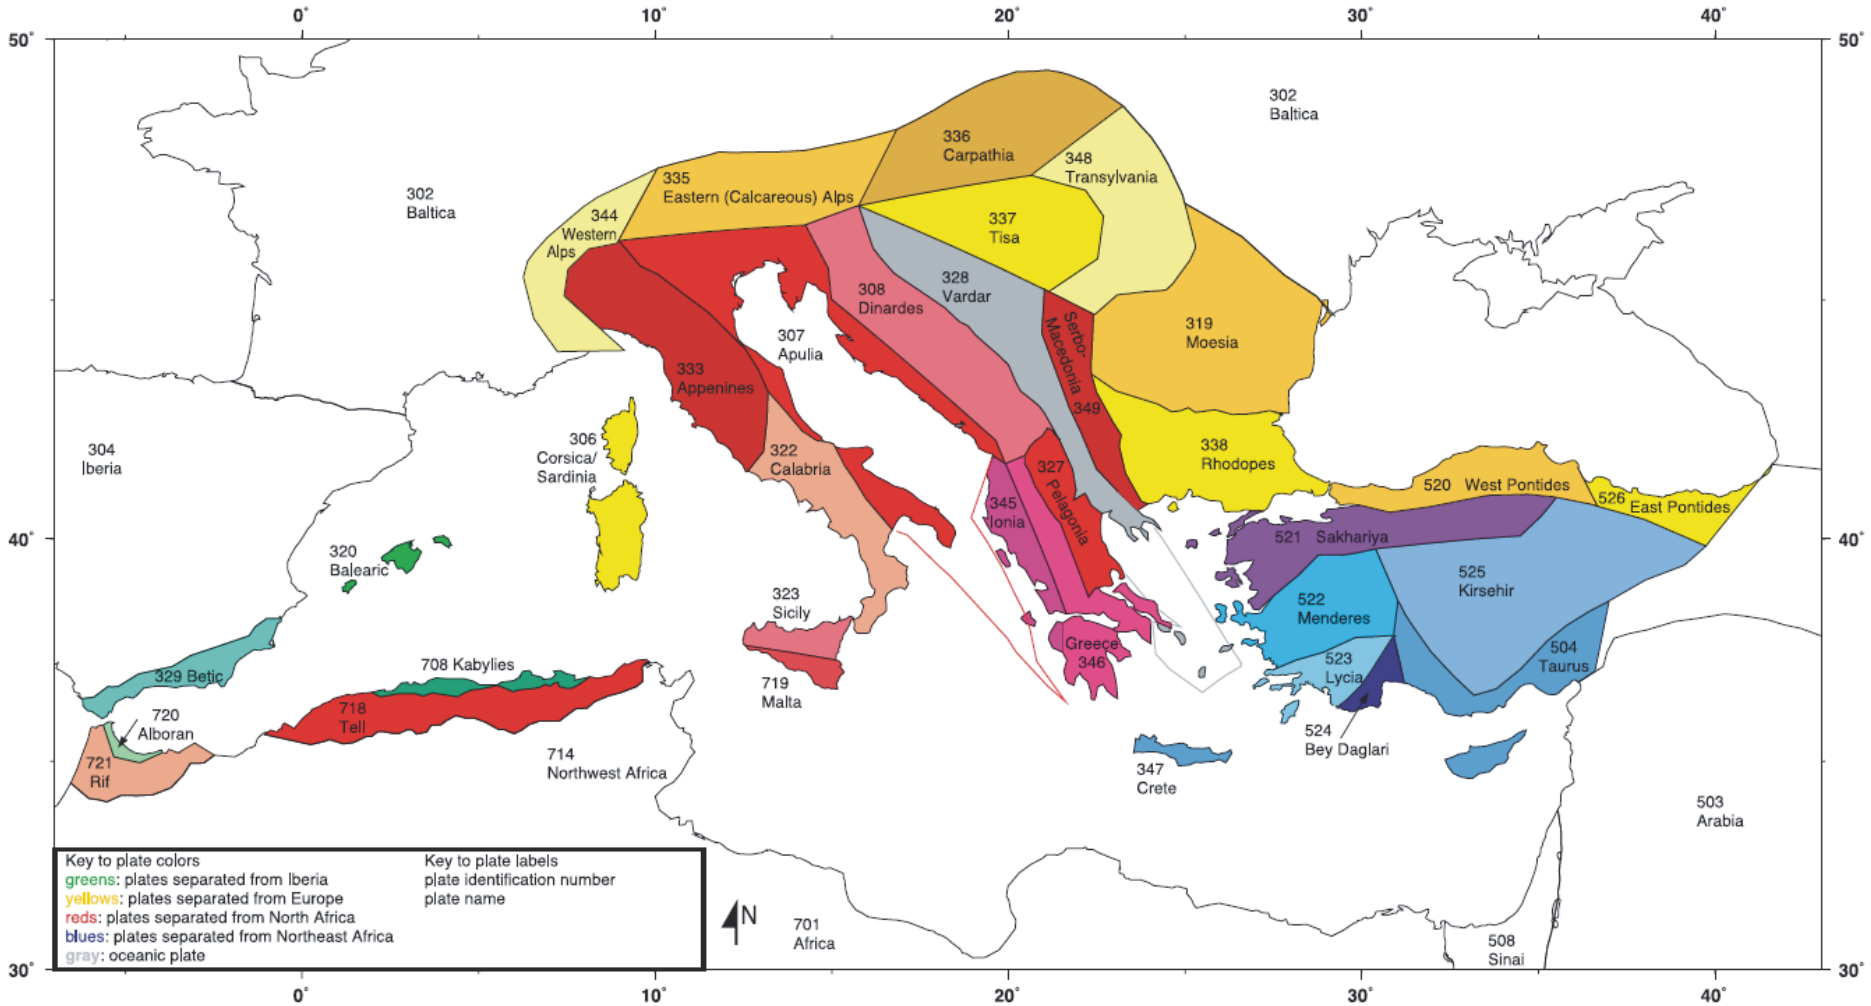 0°
10°
20°
30°
40°
50°
50°
302
Baltica
336
Carpathia
348
Transylvania
335
Eastern (Calcareous) Alps
302
Baltica
344
Western
Alps
337
Tisa
328
Vardar
308
Dinardes
319
Moesia
307
Apulia
Serbo-
Macedonia
349
333
Appenines
304
Iberia
306
Corsica/
Sardinia
322
Calabria
338
Rhodopes
327
Pelagonia
345
Ionia
520 West Pontides
526
East Pontides
521 Sakhariya
40°
40°
320
Balearic
525
Kirsehir
522
Menderes
323
Sicily
Greece
346
504
Taurus
523
Lycia
329 Betic
708 Kabylies
719
Malta
718
Tell
720
Alboran
524
Bey Daglari
721
Rif
714
Northwest Africa
347
Crete
503
Arabia
Key to plate colors
greens: plates separated from Iberia
yellows: plates separated from Europe
reds: plates separated from North Africa
blues: plates separated from Northeast Africa
gray: oceanic plate
Key to plate labels
plate identification number
plate name
N
701
Africa
508
Sinai
30°
30°
0°
10°
20°
30°
40°